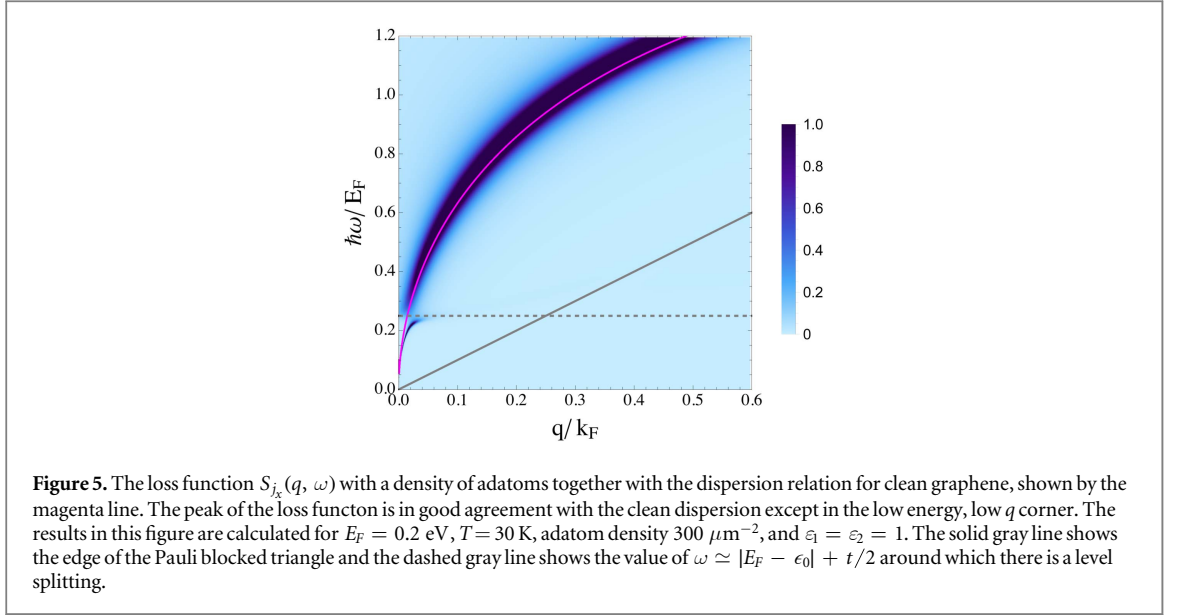 1.2
1.0
0.8
0.6
0.4
0.2
0.0
ħω/ E_F
0.0 0.1 0.2 0.3 0.4 0.5 0.6
q/ k_F
1.0
0.8
0.6
0.4
0.2
0
Figure 5. The loss function S_{j_x}(q, ω) with a density of adatoms together with the dispersion relation for clean graphene, shown by the
magenta line. The peak of the loss functon is in good agreement with the clean dispersion except in the low energy, low q corner. The
results in this figure are calculated for E_F = 0.2 eV, T = 30 K, adatom density 300 μm⁻², and ε₁ = ε₂ = 1. The solid gray line shows
the edge of the Pauli blocked triangle and the dashed gray line shows the value of ω ≃ |E_F − ϵ₀| + t/2 around which there is a level
splitting.